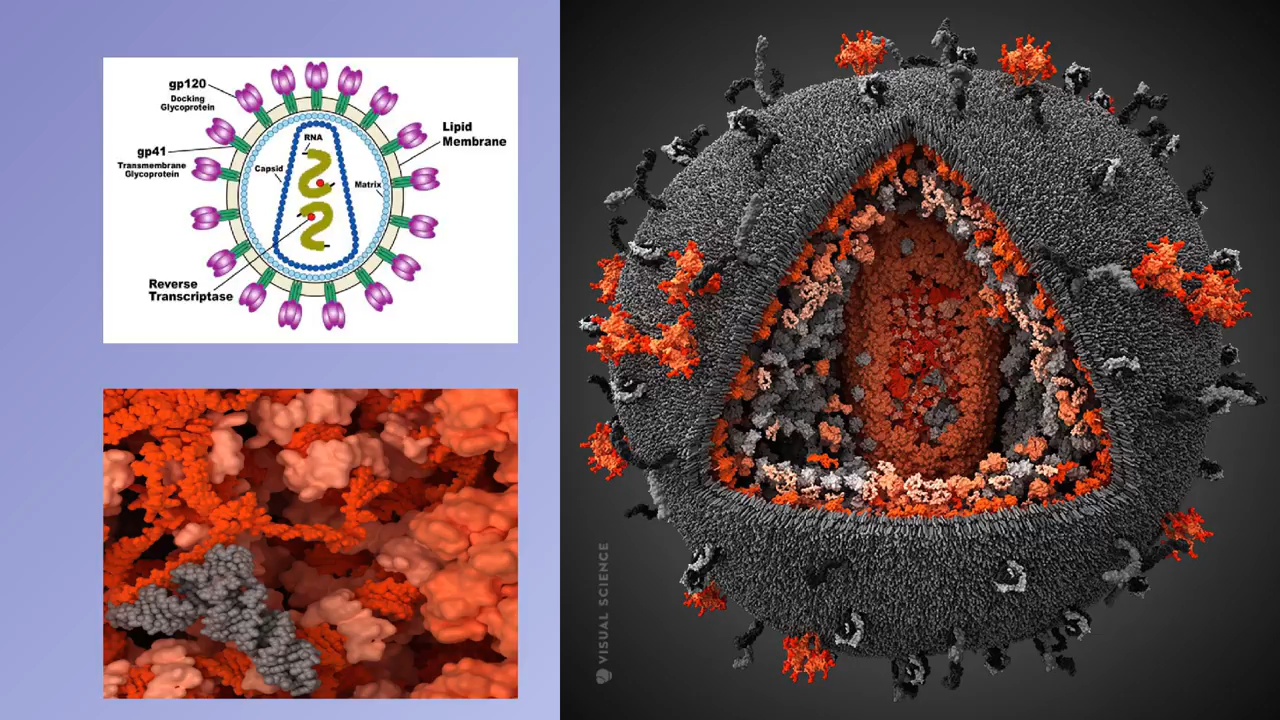 gp120
Docking
Glycoprotein
gp41
Transmembrane
Glycoprotein
RNA
Capsid
Matrix
Lipid
Membrane
Reverse
Transcriptase
VISUAL SCIENCE